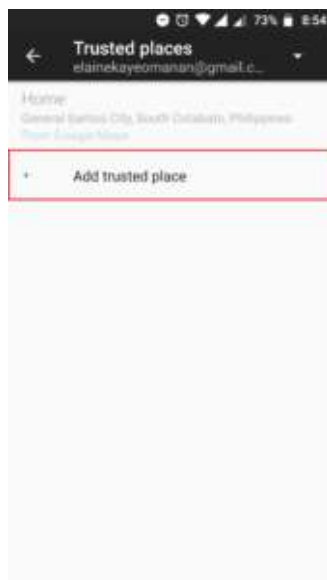 73% 8:54
Trusted places
elainekayeomanan@gmail.c...
Home
General Santos City, South Cotabato, Philippines
From Google Maps
+ Add trusted place